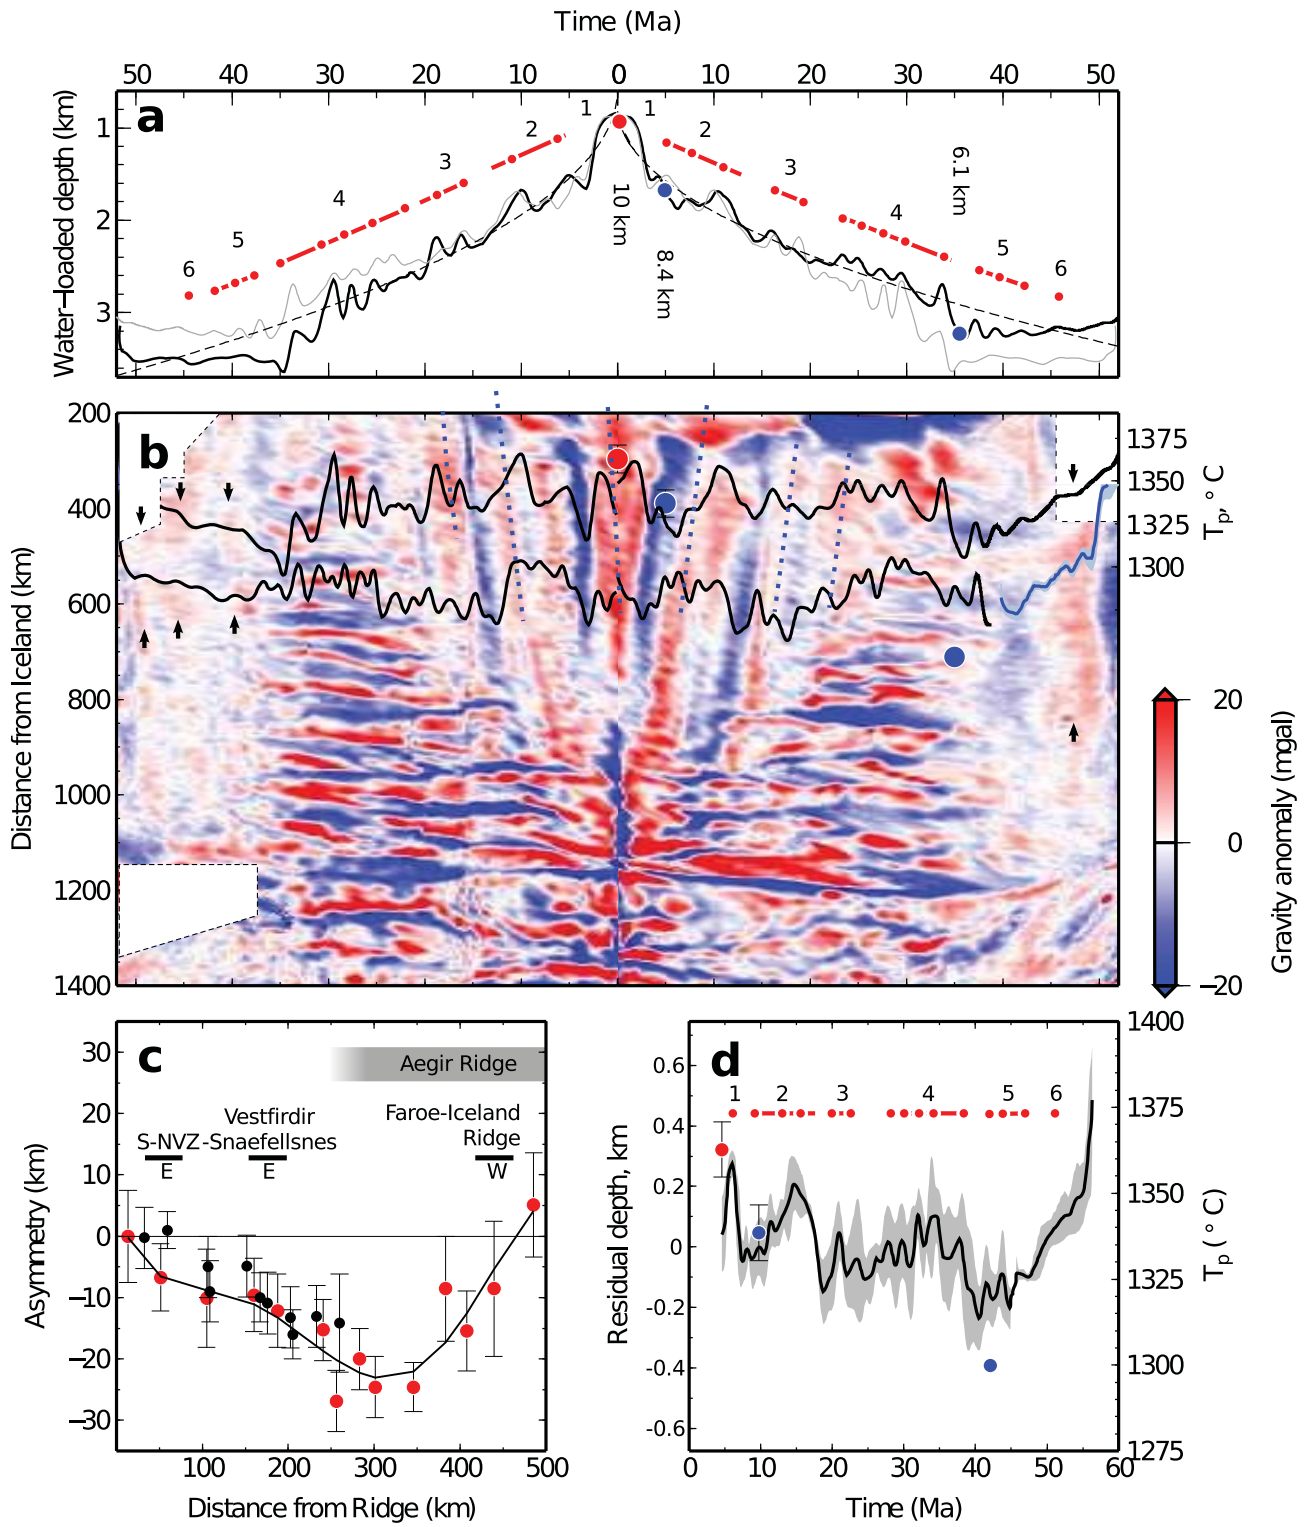 Time (Ma)
50 40 30 20 10 0 10 20 30 40 50
a
Water–loaded depth (km)
1
2
3
6 5 4 3 2 1 1 2 3 4 5 6
10 km
8.4 km
6.1 km
b
Distance from Iceland (km)
200
400
600
800
1000
1200
1400
1375
1350
1325
1300
Tp, °C
20
0
−20
Gravity anomaly (mgal)
c
Asymmetry (km)
30
20
10
0
−10
−20
−30
Aegir Ridge
Vestfirdir
S-NVZ -Snaefellsnes
E E
Faroe-Iceland
Ridge
W
100 200 300 400 500
Distance from Ridge (km)
d
Residual depth, km
0.6
0.4
0.2
0
-0.2
-0.4
-0.6
1 2 3 4 5 6
1400
1375
1350
1325
1300
1275
Tp (°C)
0 10 20 30 40 50 60
Time (Ma)